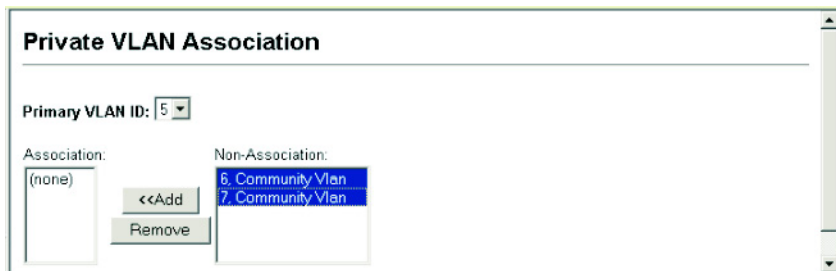 Private VLAN Association
Primary VLAN ID: 5
Association: Non-Association:
(none) 6, Community Vlan
<<Add 7, Community Vlan
Remove